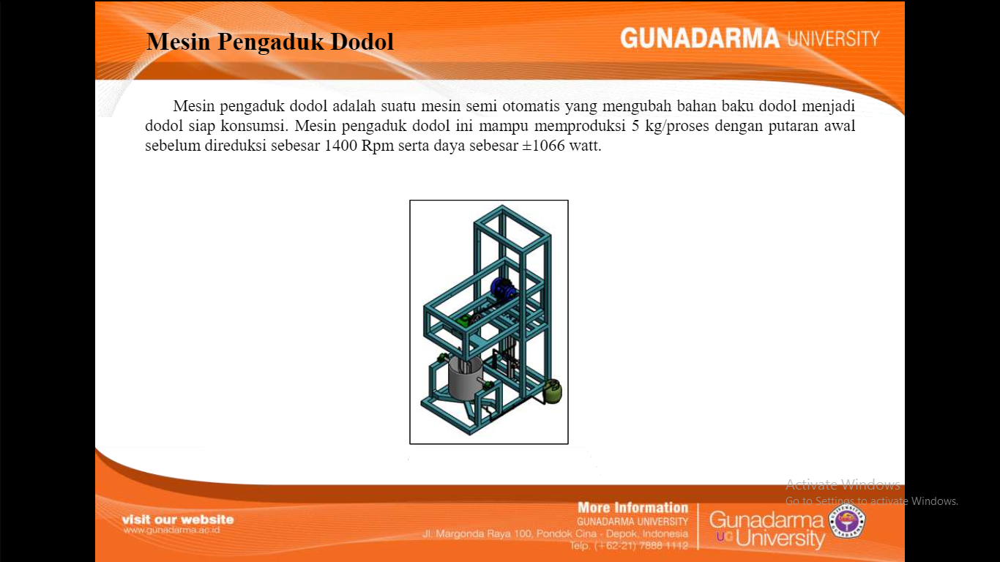 Mesin Pengaduk Dodol
GUNADARMA UNIVERSITY
Mesin pengaduk dodol adalah suatu mesin semi otomatis yang mengubah bahan baku dodol menjadi
dodol siap konsumsi. Mesin pengaduk dodol ini mampu memproduksi 5 kg/proses dengan putaran awal
sebelum direduksi sebesar 1400 Rpm serta daya sebesar ±1066 watt.
Activate Windows
Go to Settings to activate Windows.
visit our website
www.gunadarma.ac.id
More Information
GUNADARMA UNIVERSITY
Jl. Margonda Raya 100, Pondok Cina - Depok, Indonesia
Telp. (+62-21) 7888 1112
Gunadarma
UG University